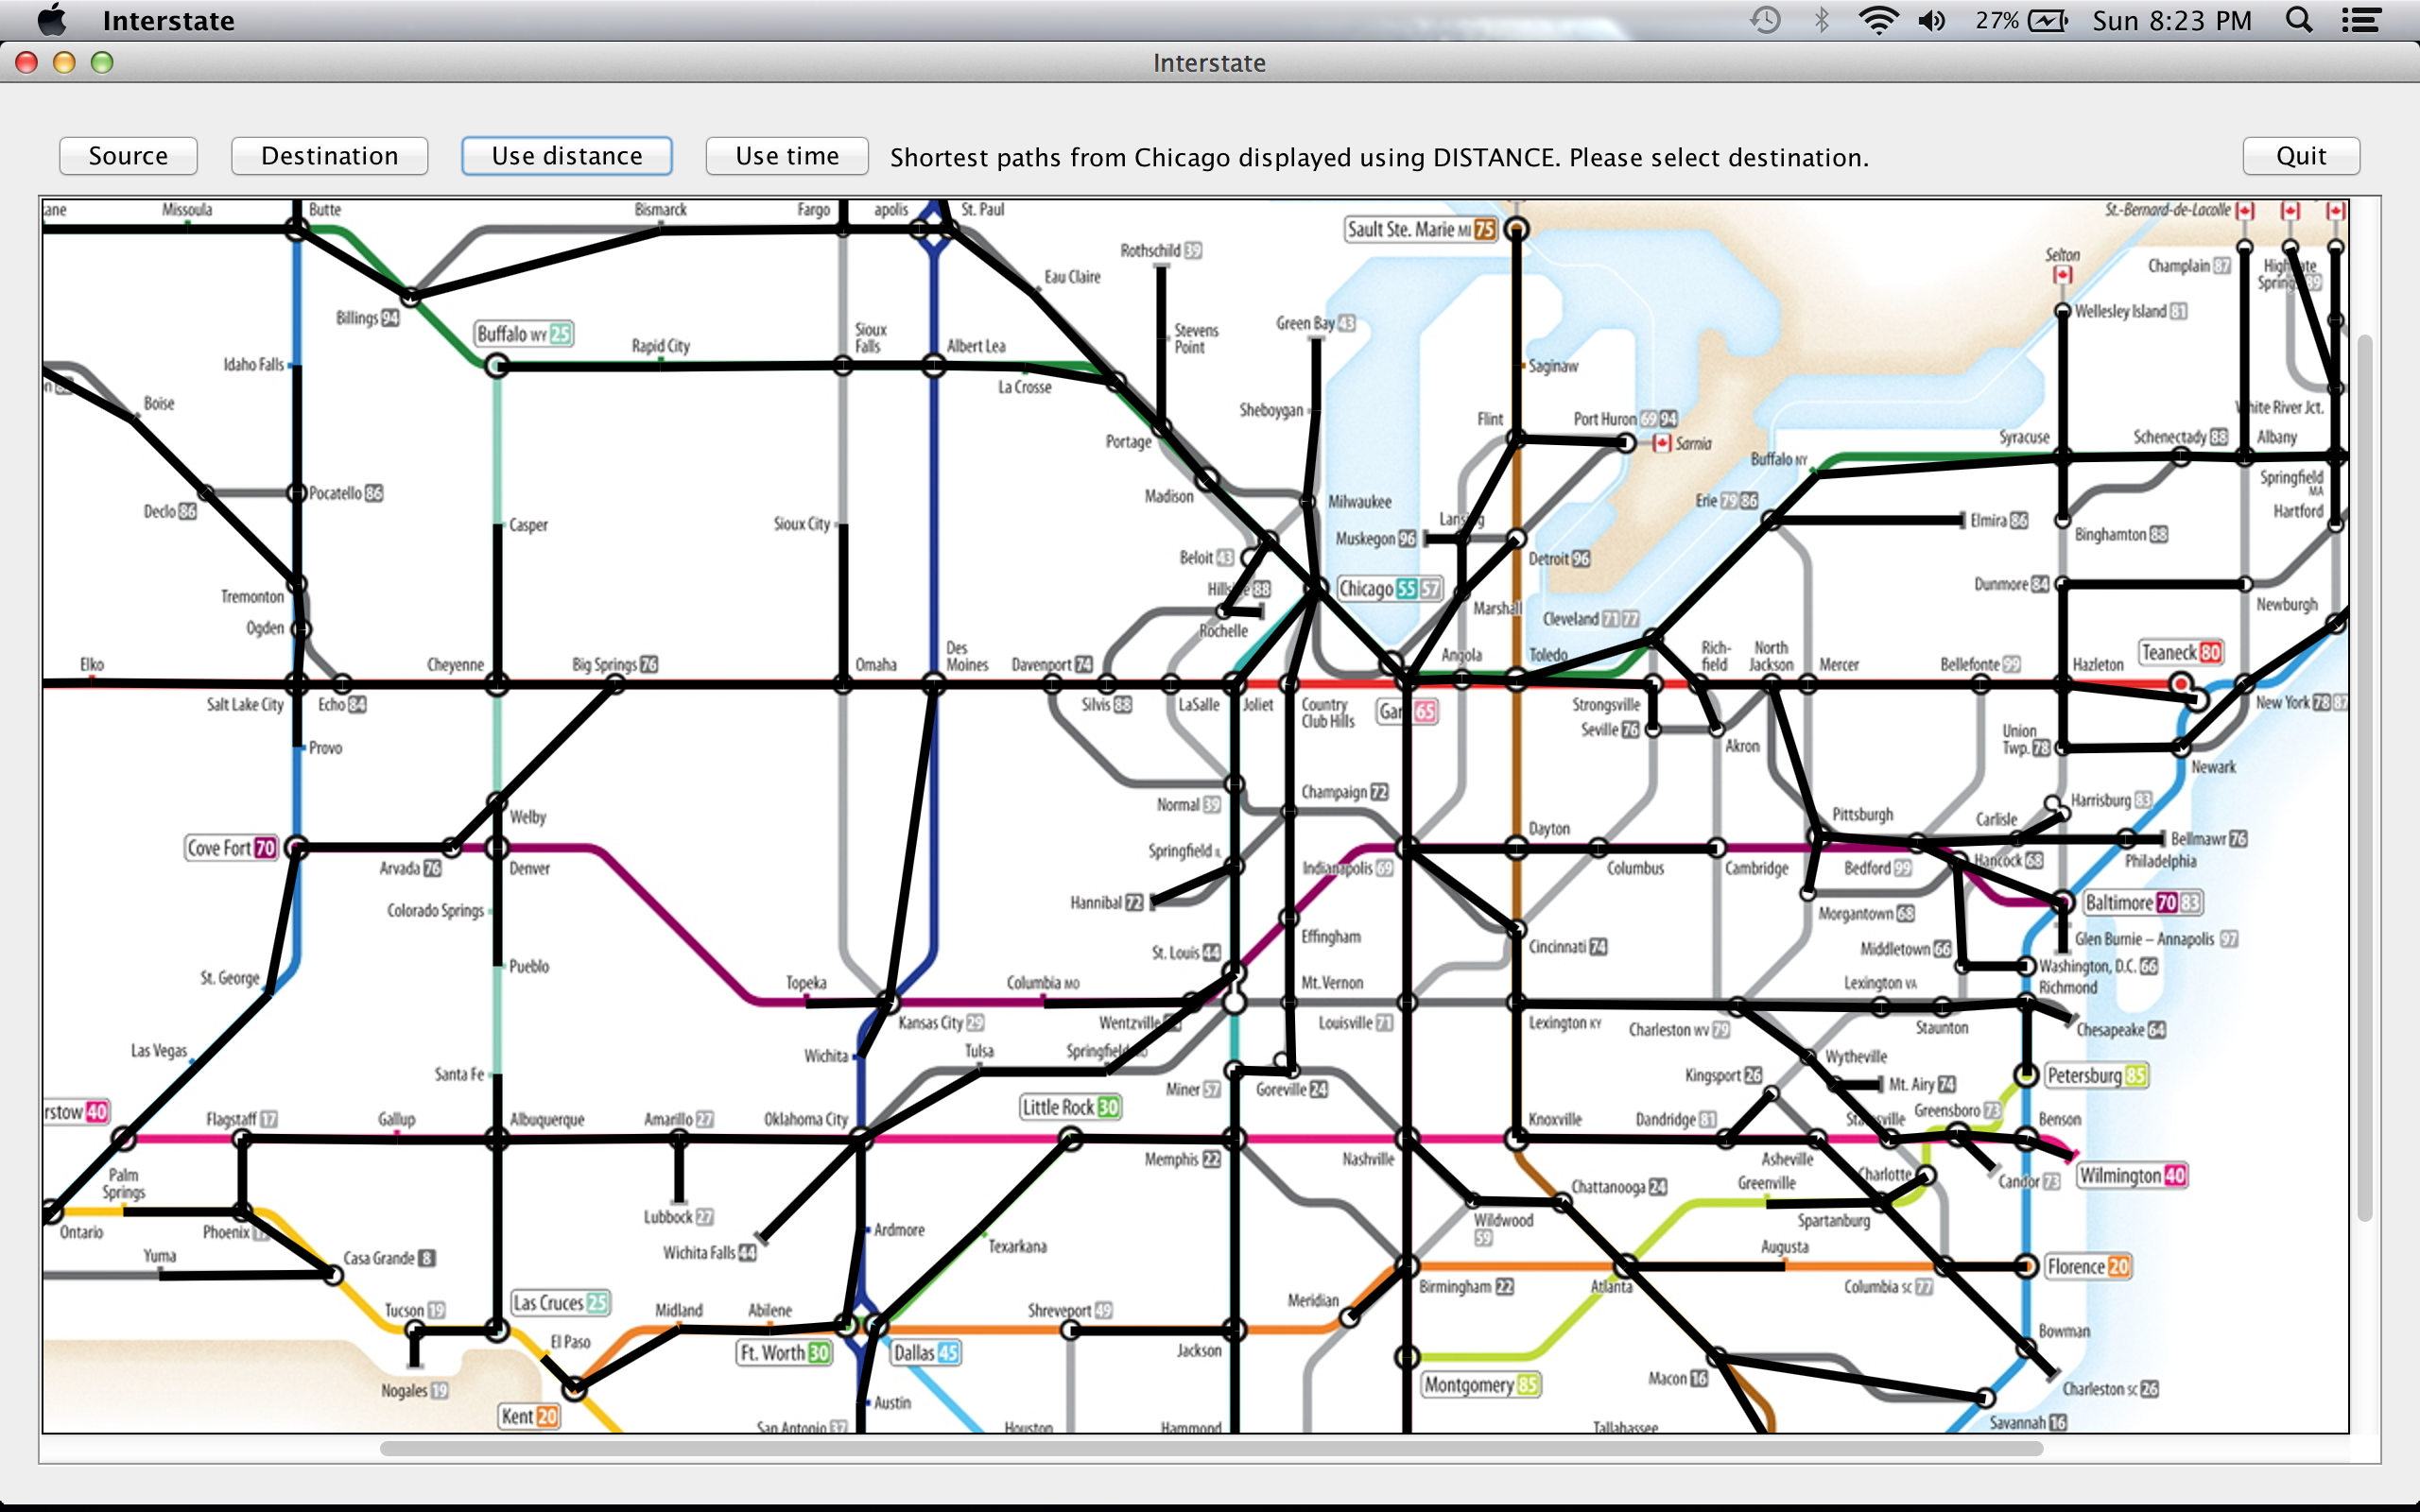 Interstate
27%
Sun 8:23 PM
Interstate
Source
Destination
Use distance
Use time
Shortest paths from Chicago displayed using DISTANCE. Please select destination.
Quit
Missoula
Butte
Bismarck
Fargo
apolis
St. Paul
Sault Ste. Marie MI 75
St.-Bernard-de-Lacolle
Rothschild 39
Eau Claire
Selton
Champlain 87
Billings 94
Buffalo WY 25
Stevens
Point
Green Bay 43
Wellesley Island 81
Sioux
Falls
Idaho Falls
Rapid City
Albert Lea
La Crosse
Saginaw
Boise
Sheboygan
Flint
Port Huron 69 94
Sarnia
Portage
Syracuse
Schenectady 88
Albany
Buffalo NY
Springfield
MA
Pocatello 86
Declo 86
Madison
Milwaukee
Erie 79 86
Hartford
Casper
Sioux City
Lansing
Muskegon 96
Elmira 86
Binghamton 88
Beloit 43
Detroit 96
Tremonton
Chicago 55 57
Dunmore 84
Marshall
Newburgh
Ogden
Rochelle
Cleveland 71 77
Elko
Cheyenne
Big Springs 76
Omaha
Des
Moines
Davenport 74
Angola
Toledo
Rich-
field
North
Jackson
Mercer
Bellefonte 99
Hazleton
Teaneck 80
Salt Lake City
Echo 84
Silvis 88
LaSalle
Joliet
Country
Club Hills
65
Strongsville
New York 78 87
Seville 76
Akron
Union
Twp. 78
Provo
Newark
Welby
Normal 39
Champaign 72
Pittsburgh
Carlisle
Harrisburg 83
Cove Fort 70
Arvada 76
Denver
Springfield IL
Dayton
Bellmawr 76
Indianapolis 69
Columbus
Cambridge
Bedford 99
Hancock 68
Philadelphia
Colorado Springs
Hannibal 72
Morgantown 68
Baltimore 70 83
Effingham
Cincinnati 74
Middletown 66
Glen Burnie – Annapolis 97
St. Louis 44
Pueblo
St. George
Topeka
Columbia MO
Mt. Vernon
Washington, D.C. 66
Lexington VA
Richmond
Kansas City 29
Wentzville
Louisville 71
Lexington KY
Charleston WV 79
Staunton
Chesapeake 64
Las Vegas
Wichita
Tulsa
Springfield
Wytheville
Santa Fe
Miner 57
Goreville 24
Kingsport 26
Mt. Airy 74
Petersburg 85
rstow 40
Flagstaff 17
Gallup
Albuquerque
Amarillo 27
Oklahoma City
Little Rock 30
Knoxville
Dandridge 81
Greensboro 73
Benson
Memphis 22
Nashville
Asheville
Charlotte
Candor 73
Wilmington 40
Palm
Springs
Chattanooga 24
Greenville
Ontario
Phoenix
Lubbock 27
Ardmore
Wildwood
59
Spartanburg
Yuma
Casa Grande 8
Wichita Falls 44
Texarkana
Augusta
Birmingham 22
Atlanta
Columbia SC 77
Florence 20
Tucson 19
Las Cruces 25
Midland
Abilene
Shreveport 49
Meridian
El Paso
Ft. Worth 30
Dallas 45
Jackson
Bowman
Nogales 19
Macon 16
Montgomery 85
Charleston SC 26
Kent 20
Austin
Savannah 16
San Antonio 37
Houston
Hammond
Tallahassee